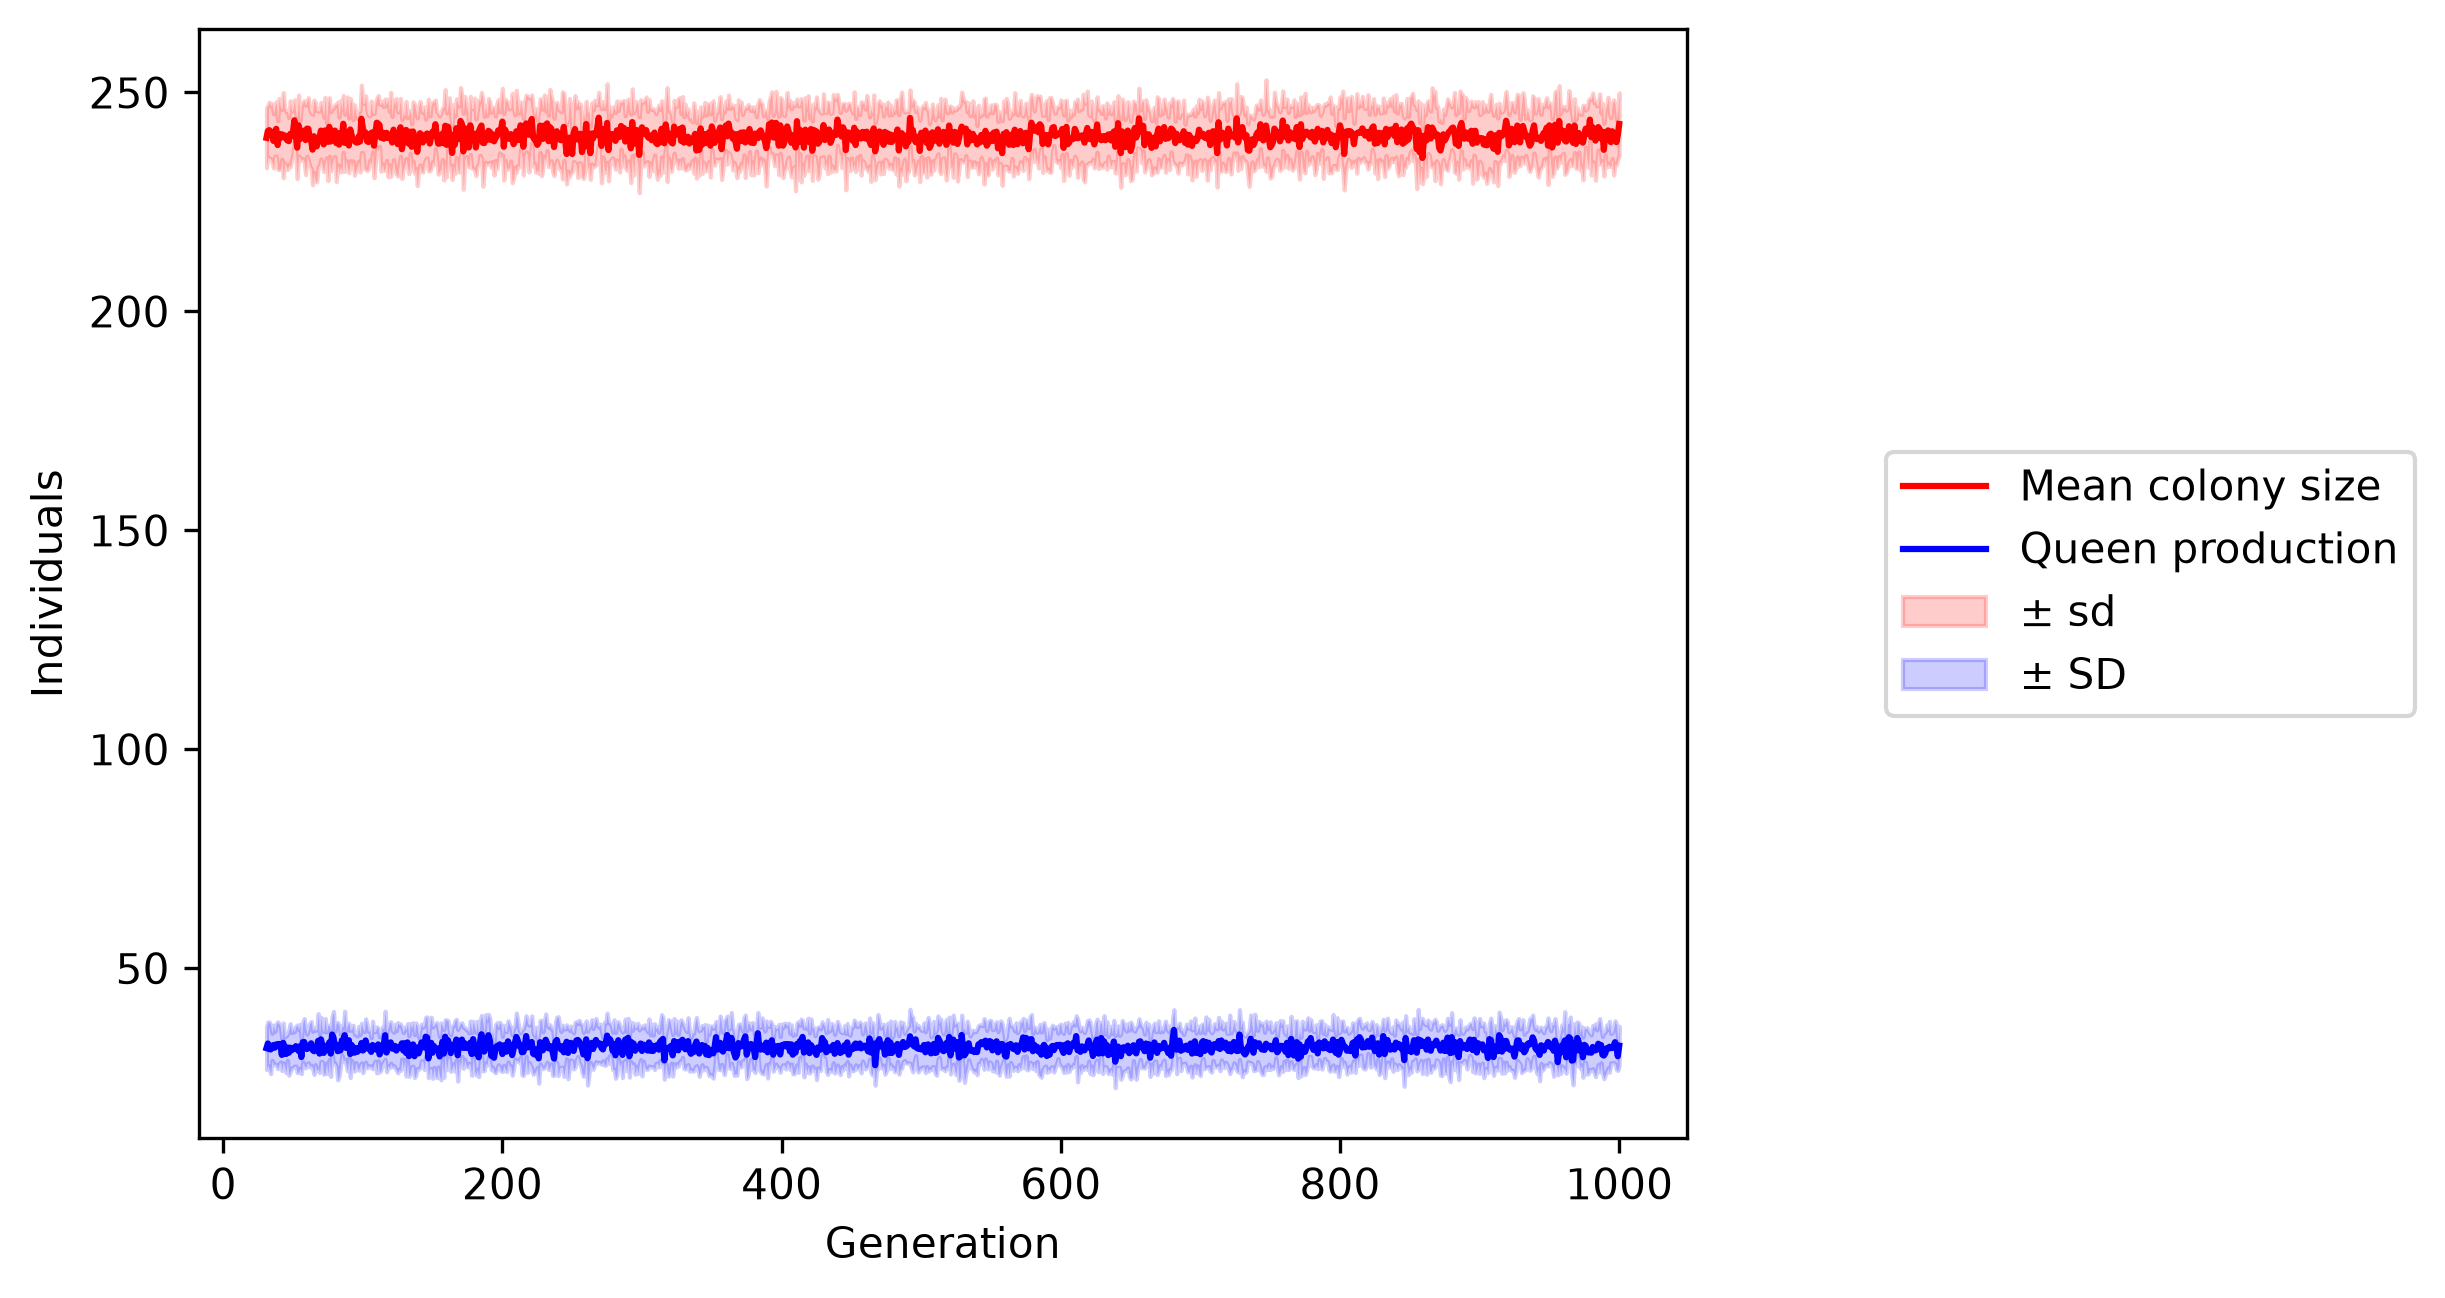 250
200
150
100
50
Individuals
0
200
400
600
800
1000
Generation
Mean colony size
Queen production
± sd
± SD